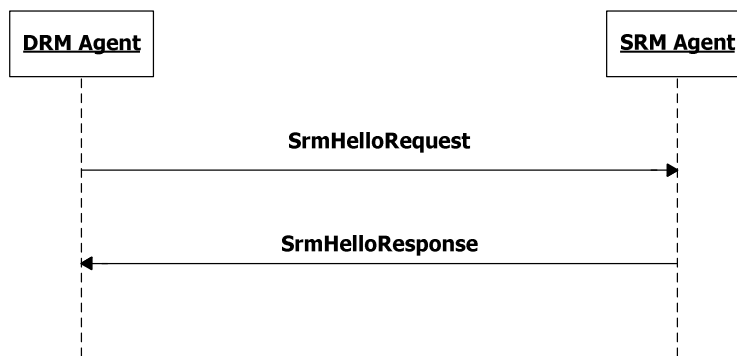 DRM Agent
SRM Agent
SrmHelloRequest
SrmHelloResponse